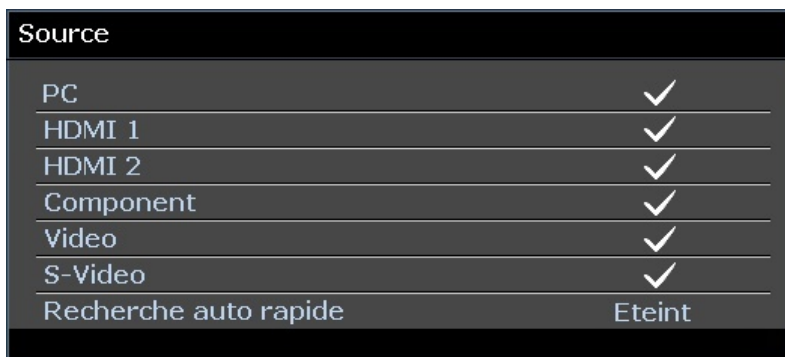 Source
PC ✓
HDMI 1 ✓
HDMI 2 ✓
Component ✓
Video ✓
S-Video ✓
Recherche auto rapide Eteint